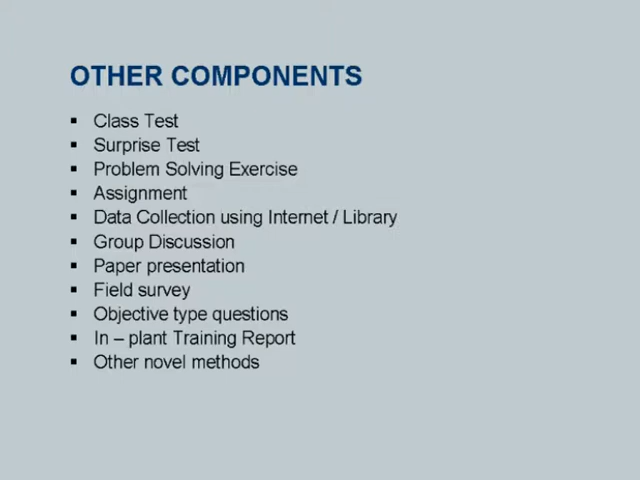 OTHER COMPONENTS
▪ Class Test
▪ Surprise Test
▪ Problem Solving Exercise
▪ Assignment
▪ Data Collection using Internet / Library
▪ Group Discussion
▪ Paper presentation
▪ Field survey
▪ Objective type questions
▪ In – plant Training Report
▪ Other novel methods